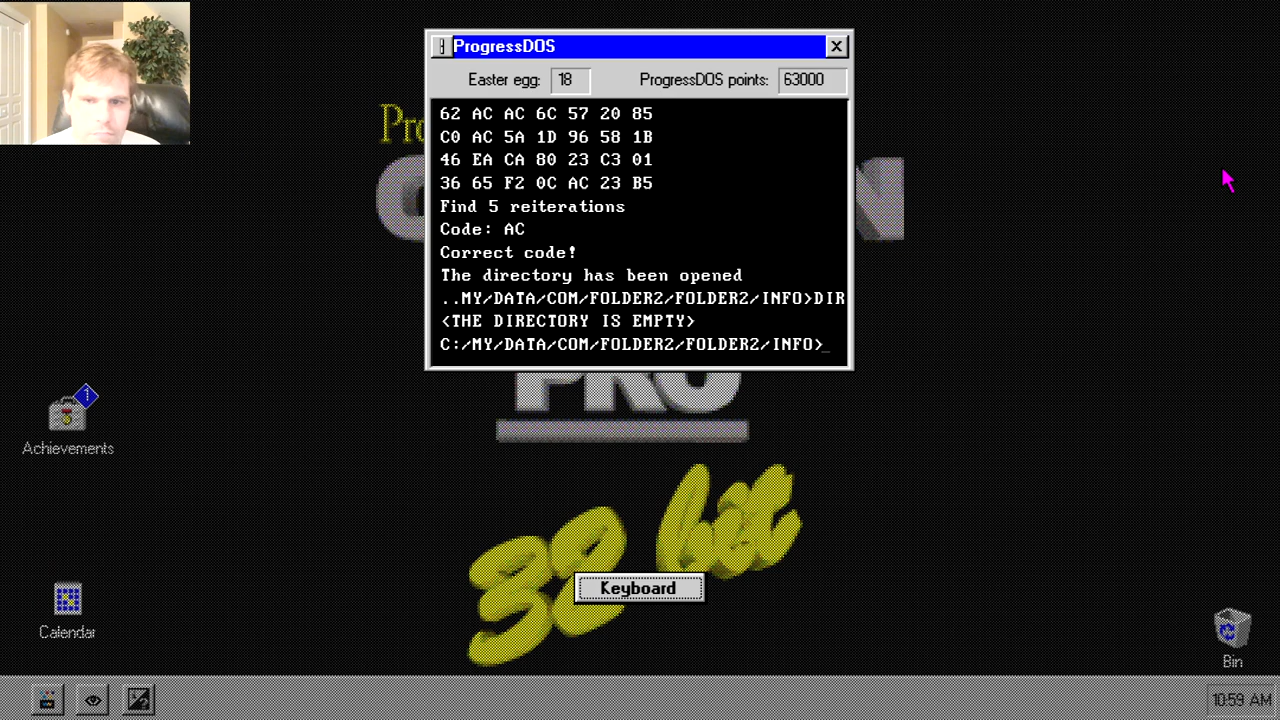 ProgressDOS
Easter egg: 18 ProgressDOS points: 63000
62 AC AC 6C 57 20 85
C0 AC 5A 1D 96 58 1B
46 EA CA 80 23 C3 01
36 65 F2 0C AC 23 B5
Find 5 reiterations
Code: AC
Correct code!
The directory has been opened
..MY/DATA/COM/FOLDER2/FOLDER2/INFO>DIR
<THE DIRECTORY IS EMPTY>
C:/MY/DATA/COM/FOLDER2/FOLDER2/INFO>_
PRO
32 bit
Keyboard
1
Achievements
Calendar
Bin
10:59 AM